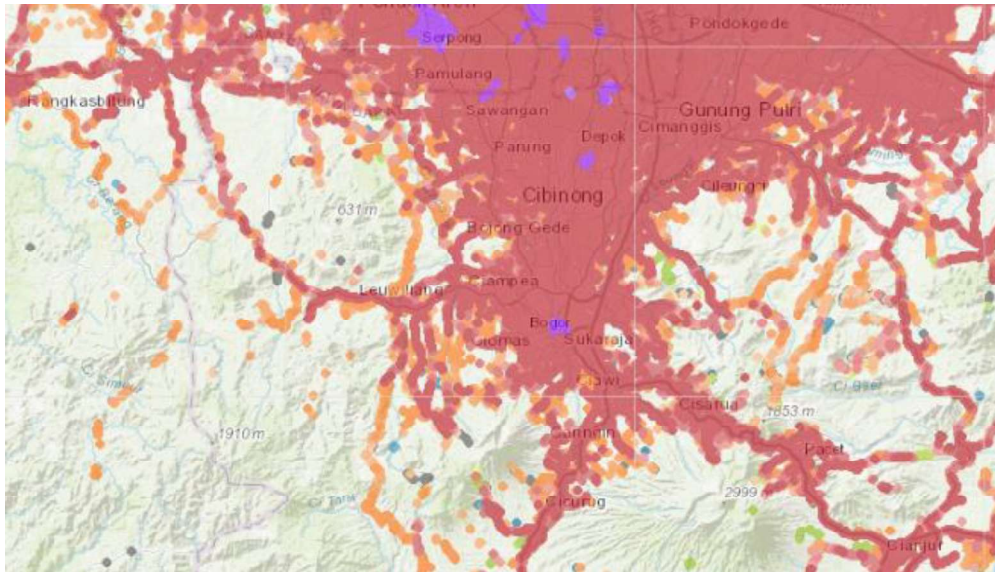 Serpong
Pondokgede
Pamulang
Rangkasbitung
Sawangan
Gunung Putri
Depok
Cimanggis
Parung
Cibinong
Cileungsi
631 m
Bojong Gede
Ciampea
Leuwiliang
Bogor
Ciomas
Sukaraja
Ciawi
Cisarua
1853 m
1910 m
Pacet
2999 m
Cicurug
Cianjur